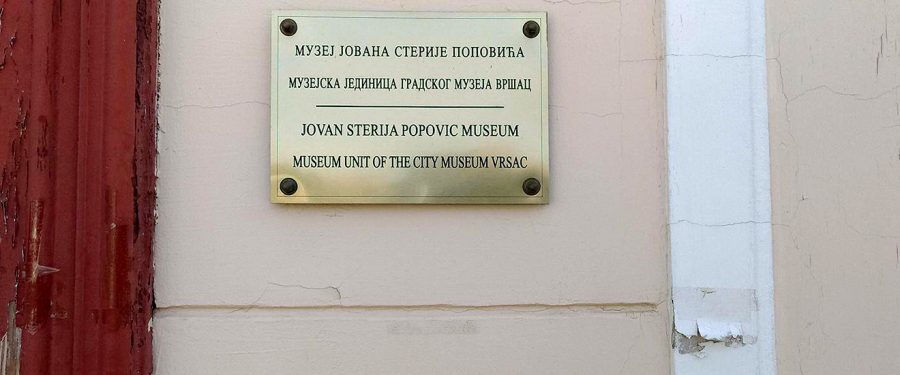 МУЗЕЈ ЈОВАНА СТЕРИЈЕ ПОПОВИЋА
МУЗЕЈСКА ЈЕДИНИЦА ГРАДСКОГ МУЗЕЈА ВРШАЦ
JOVAN STERIJA POPOVIC MUSEUM
MUSEUM UNIT OF THE CITY MUSEUM VRSAC